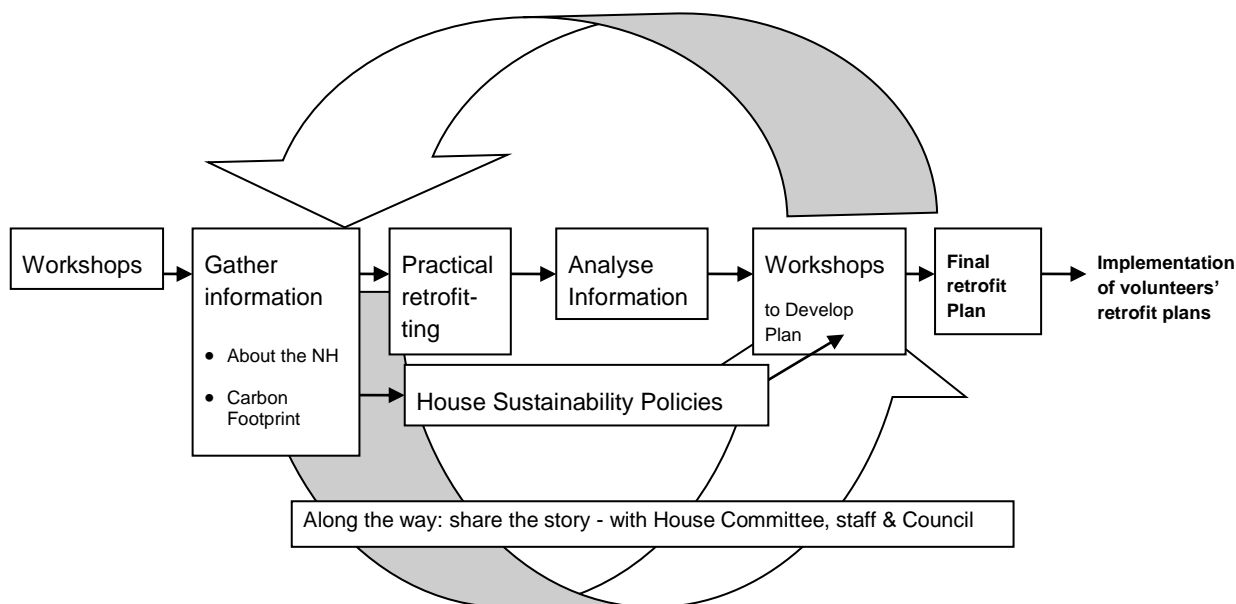 Workshops
Gather
information
• About the NH
• Carbon
Footprint
Practical
retrofit-
ting
Analyse
Information
Workshops
to Develop
Plan
Final
retrofit
Plan
Implementation
of volunteers’
retrofit plans
House Sustainability Policies
Along the way: share the story - with House Committee, staff & Council